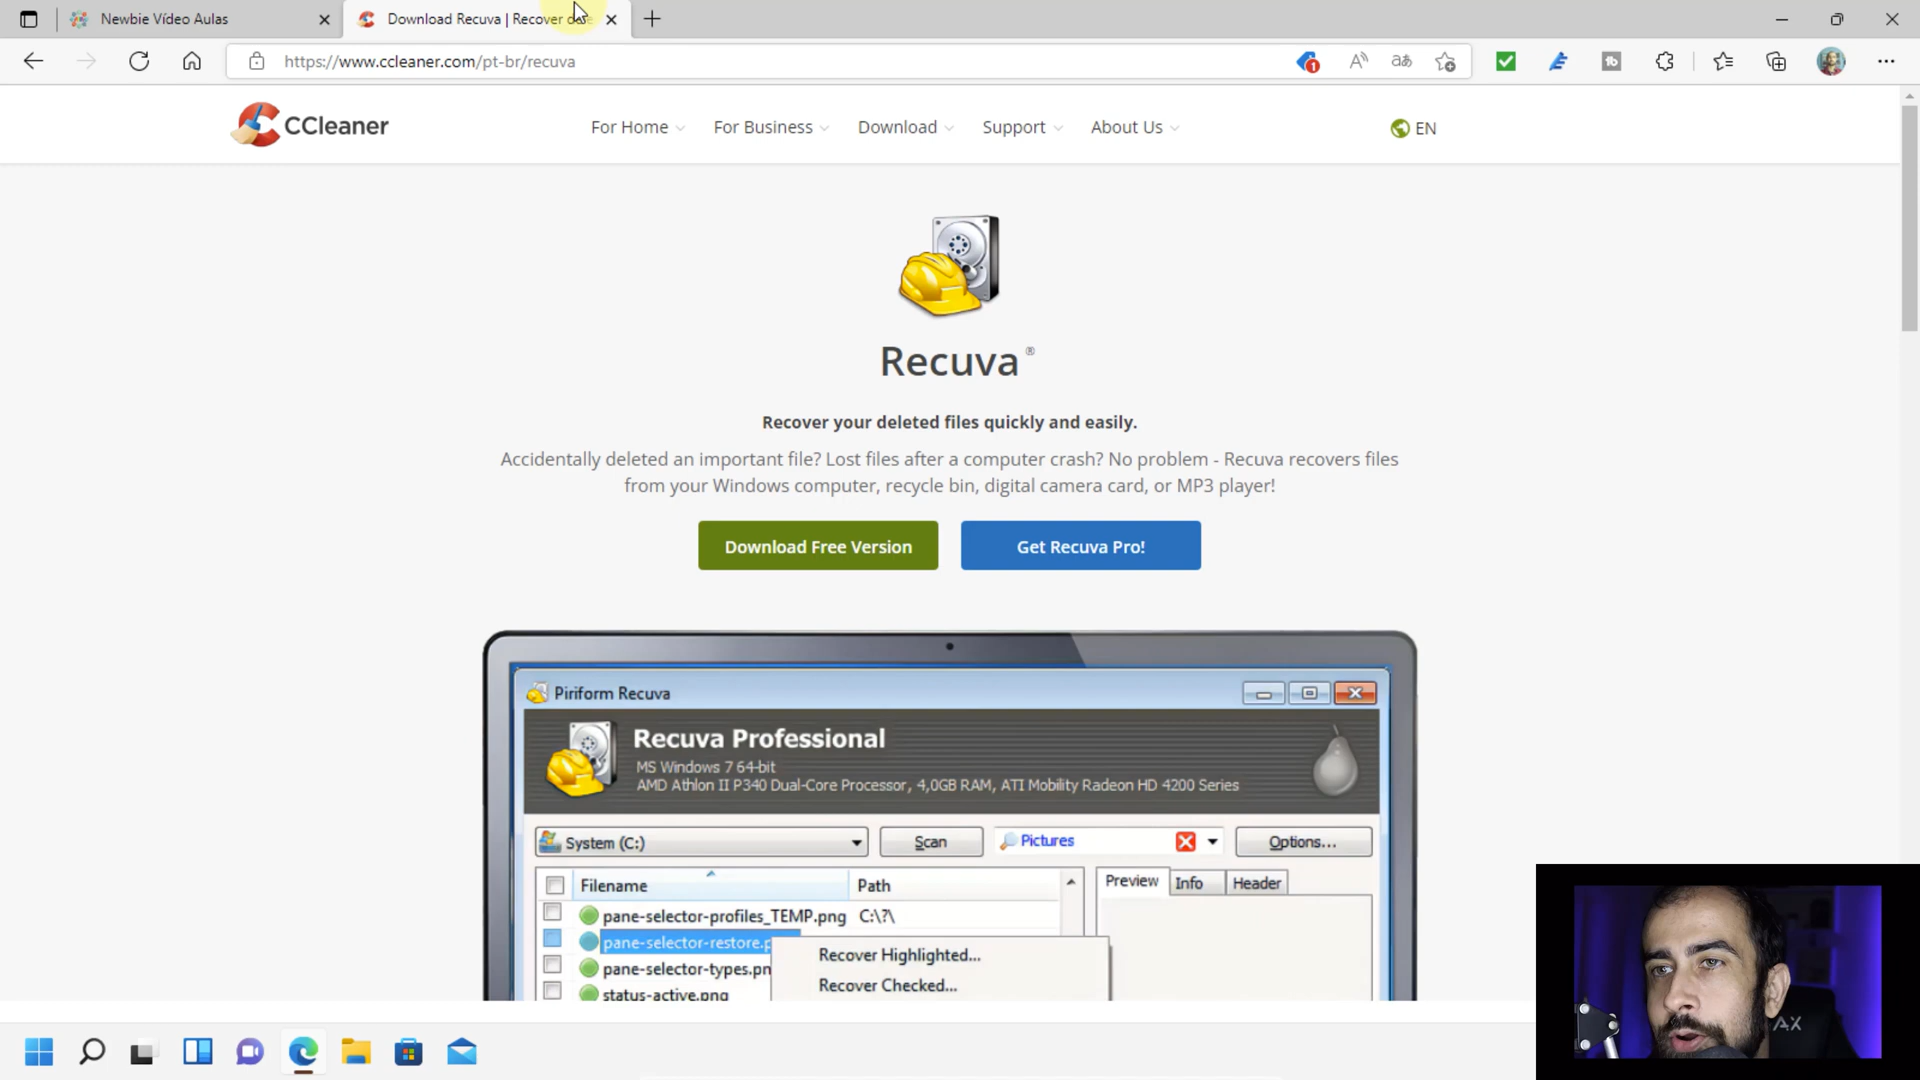 Newbie Vídeo Aulas
Download Recuva | Recover de
https://www.ccleaner.com/pt-br/recuva
1
CCleaner
For Home
For Business
Download
Support
About Us
EN
Recuva®
Recover your deleted files quickly and easily.
Accidentally deleted an important file? Lost files after a computer crash? No problem - Recuva recovers files
from your Windows computer, recycle bin, digital camera card, or MP3 player!
Download Free Version
Get Recuva Pro!
Piriform Recuva
Recuva Professional
MS Windows 7 64-bit
AMD Athlon II P340 Dual-Core Processor, 4,0GB RAM, ATI Mobility Radeon HD 4200 Series
System (C:)
Scan
Pictures
Options...
Filename
Path
Preview
Info
Header
pane-selector-profiles_TEMP.png
C:\?\
pane-selector-restore.p
Recover Highlighted...
pane-selector-types.pn
Recover Checked...
status-active.png
AX